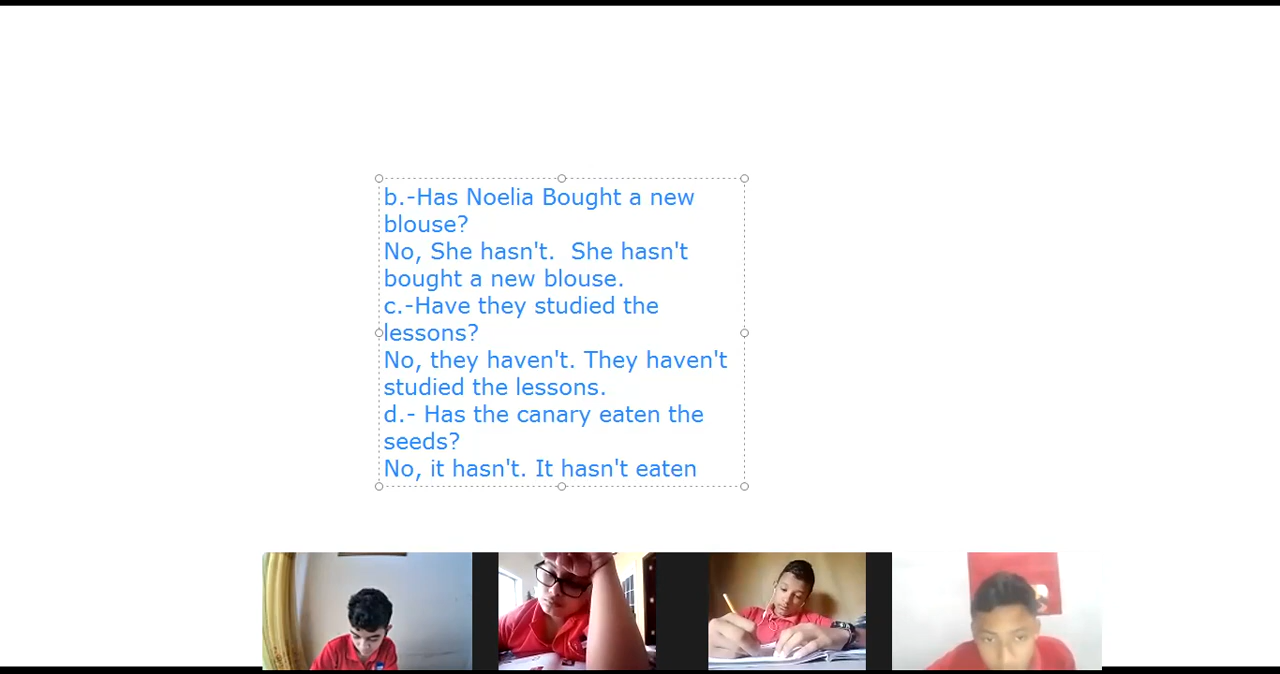 b.-Has Noelia Bought a new
blouse?
No, She hasn't.  She hasn't
bought a new blouse.
c.-Have they studied the
lessons?
No, they haven't. They haven't
studied the lessons.
d.- Has the canary eaten the
seeds?
No, it hasn't. It hasn't eaten